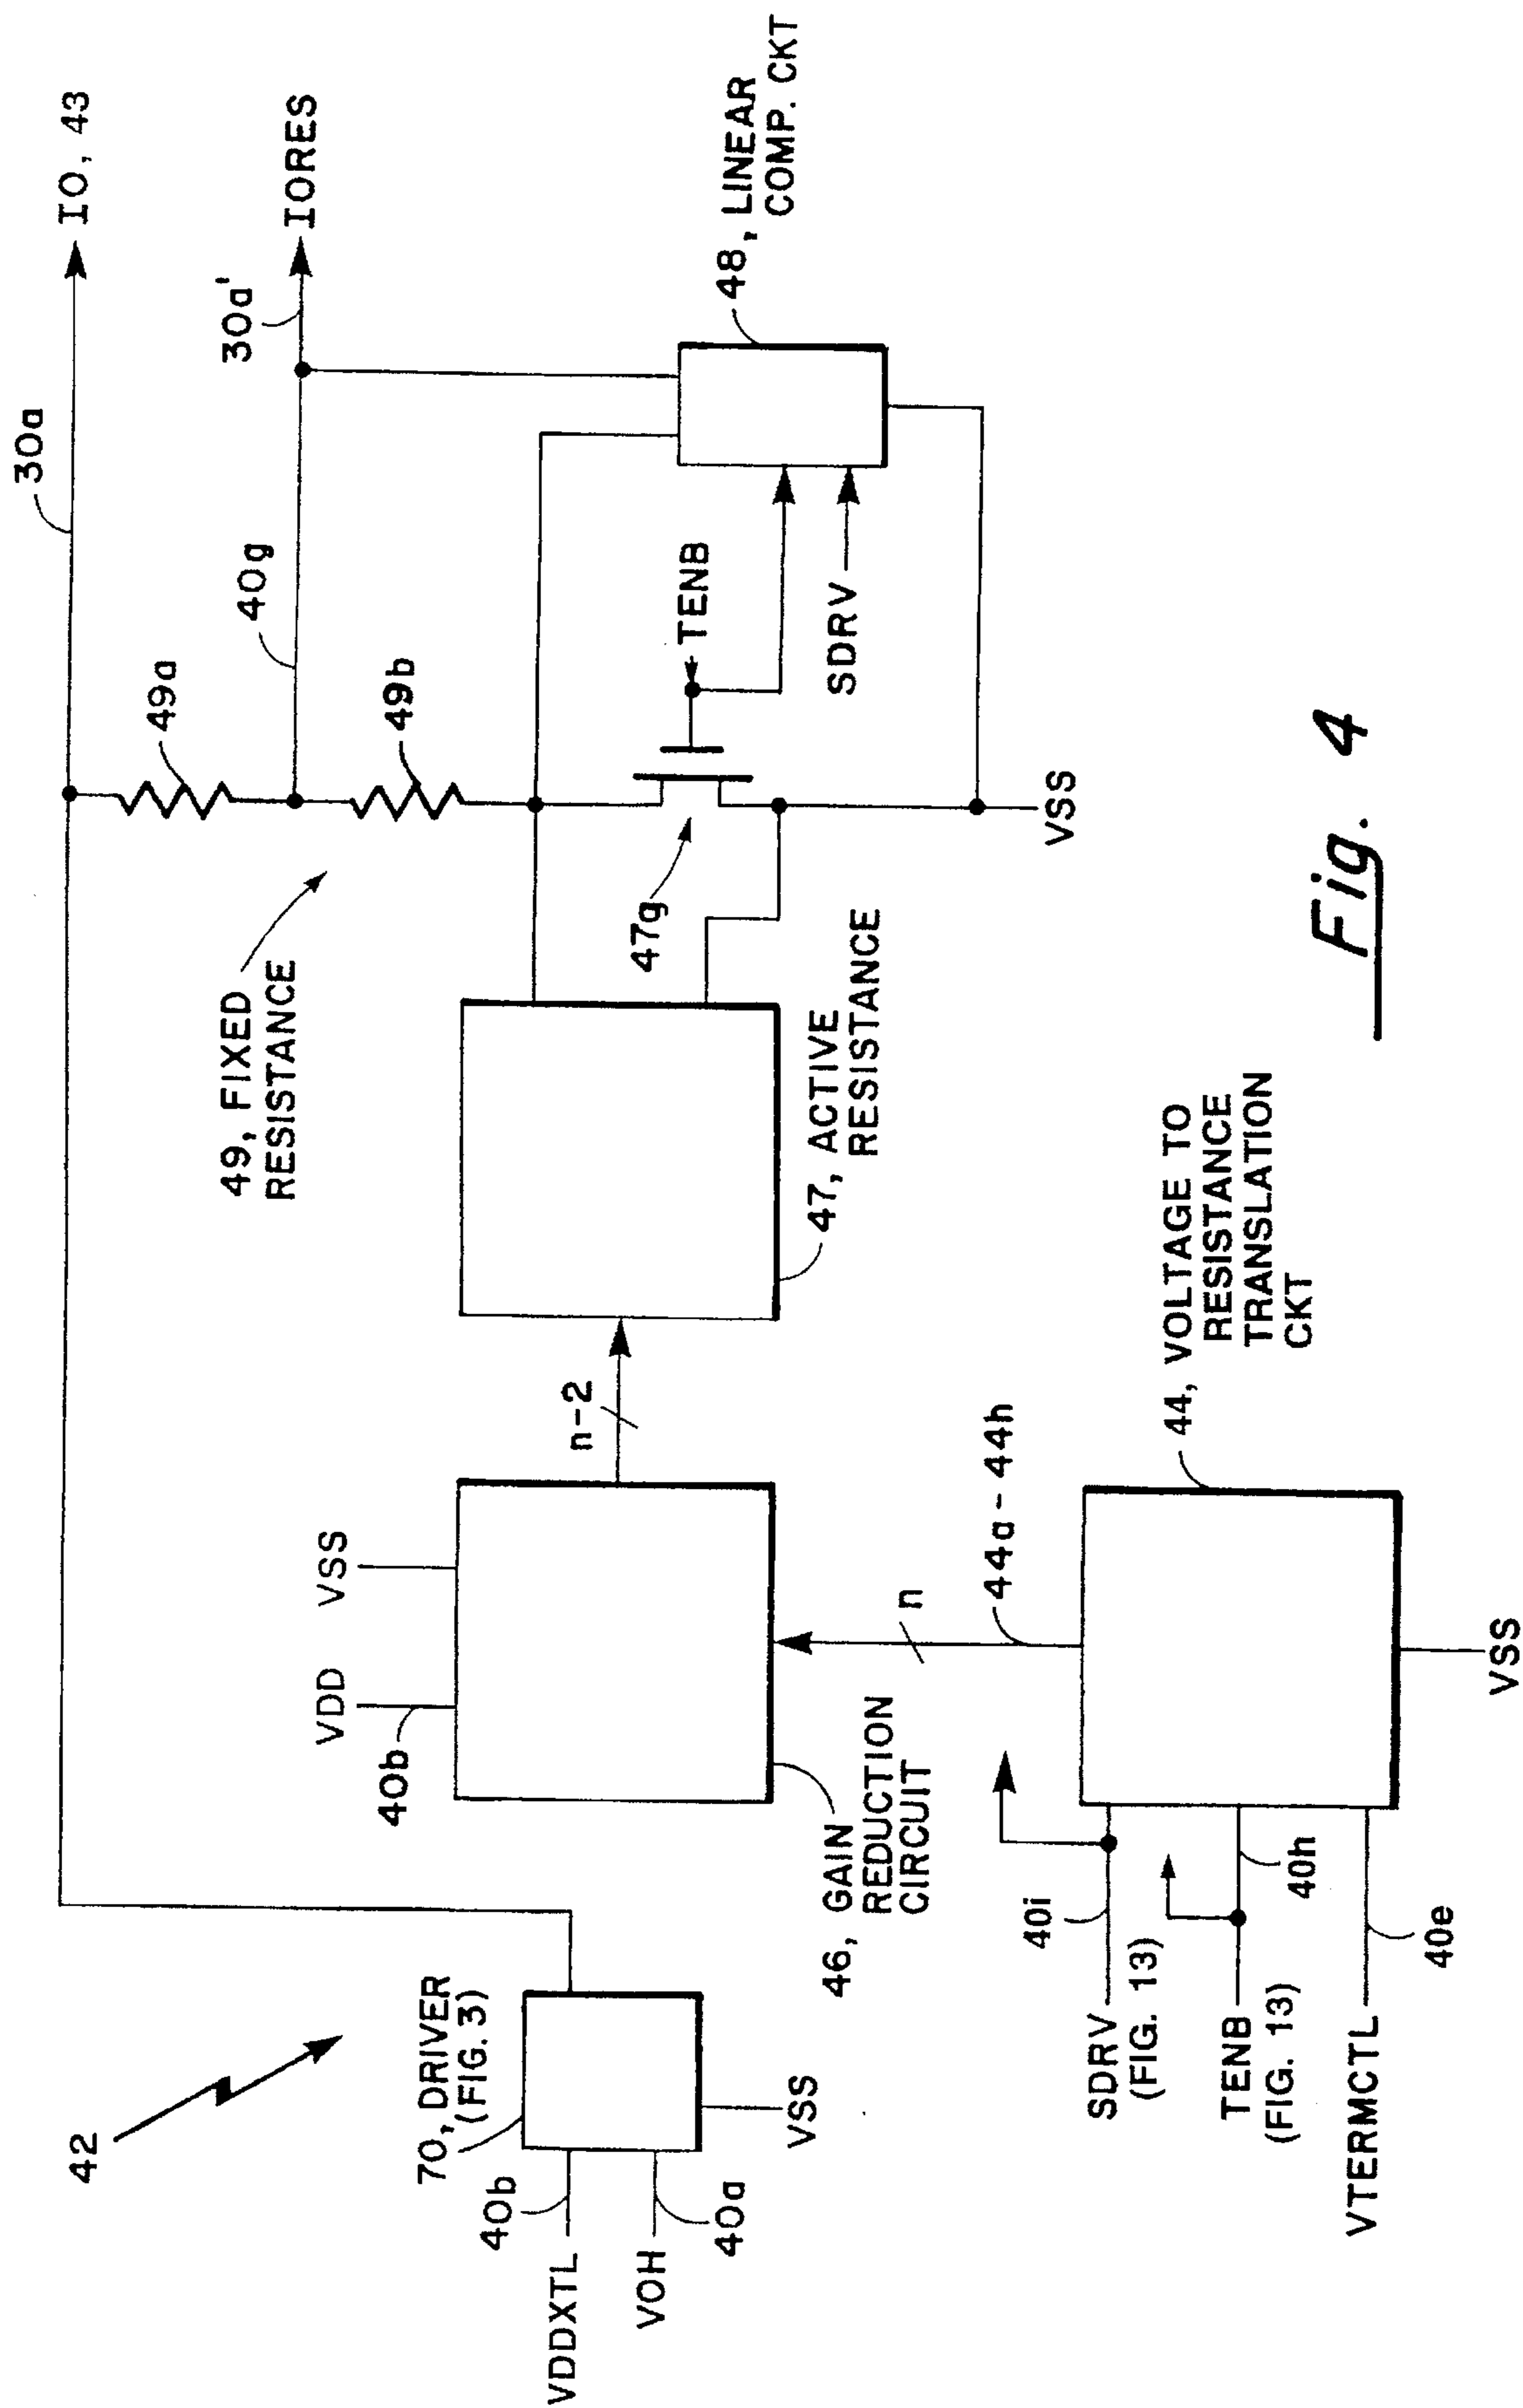 42
30a
IO, 43
VDDXTL
40b
VOH
40a
70, DRIVER
(FIG. 3)
VSS
VDD
40b
VSS
46, GAIN
REDUCTION
CIRCUIT
n-2
49, FIXED
RESISTANCE
49a
49b
40g
30a'
IORES
47, ACTIVE
RESISTANCE
47g
TENB
SDRV
48, LINEAR
COMP. CKT
VSS
n
44a - 44h
SDRV
(FIG. 13)
40i
TENB
(FIG. 13)
40h
VTERMCTL
40e
VSS
44, VOLTAGE TO
RESISTANCE
TRANSLATION
CKT
Fig. 4